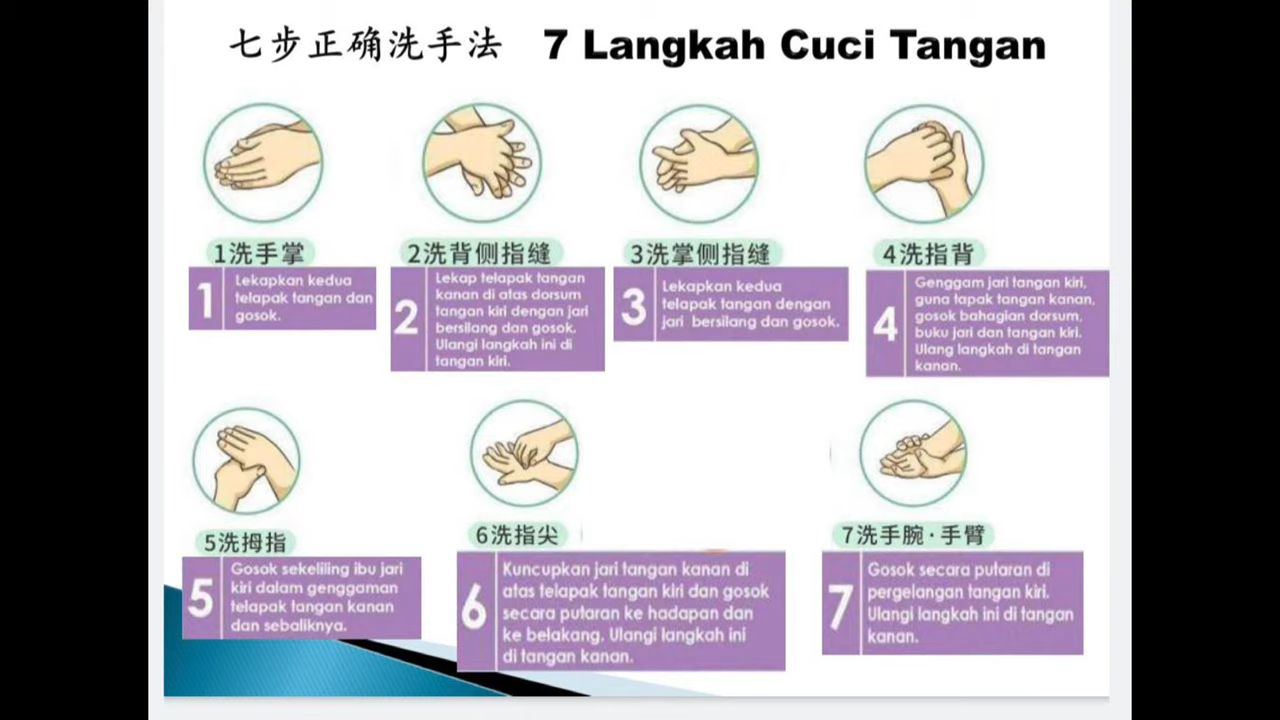 七步正确洗手法 7 Langkah Cuci Tangan
1洗手掌
1
Lekapkan kedua
telapak tangan dan
gosok.
2洗背侧指缝
2
Lekap telapak tangan
kanan di atas dorsum
tangan kiri dengan jari
bersilang dan gosok.
Ulangi langkah ini di
tangan kiri.
3洗掌侧指缝
3
Lekapkan kedua
telapak tangan dengan
jari bersilang dan gosok.
4洗指背
4
Genggam jari tangan kiri,
guna tapak tangan kanan,
gosok bahagian dorsum,
buku jari dan tangan kiri.
Ulang langkah di tangan
kanan.
5洗拇指
5
Gosok sekeliling ibu jari
kiri dalam genggaman
telapak tangan kanan
dan sebaliknya.
6洗指尖
6
Kuncupkan jari tangan kanan di
atas telapak tangan kiri dan gosok
secara putaran ke hadapan dan
ke belakang. Ulangi langkah ini
di tangan kanan.
7洗手腕·手臂
7
Gosok secara putaran di
pergelangan tangan kiri.
Ulangi langkah ini di tangan
kanan.